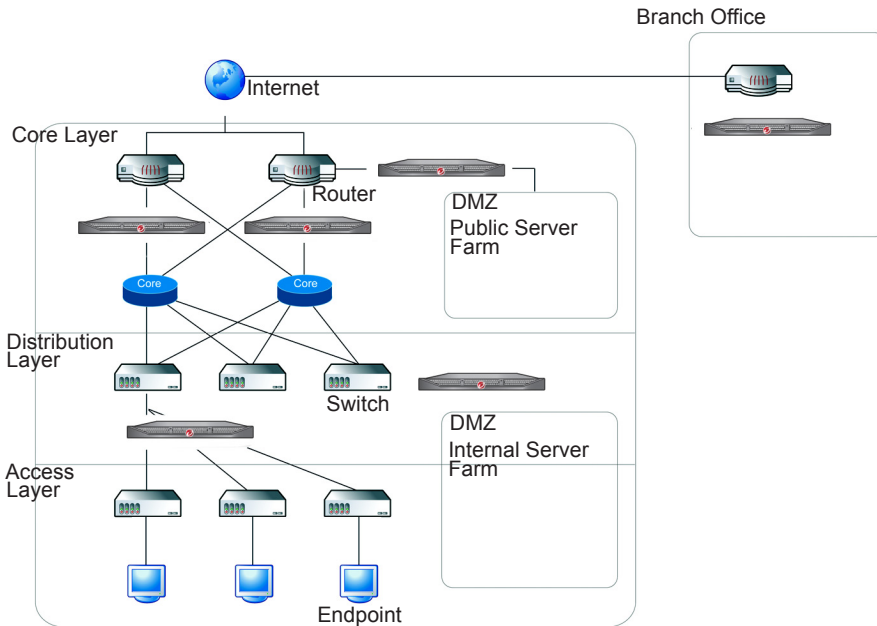 Branch Office
Internet
Core Layer
Router
DMZ
Public Server
Farm
Core
Core
Distribution
Layer
Switch
DMZ
Internal Server
Farm
Access
Layer
Endpoint